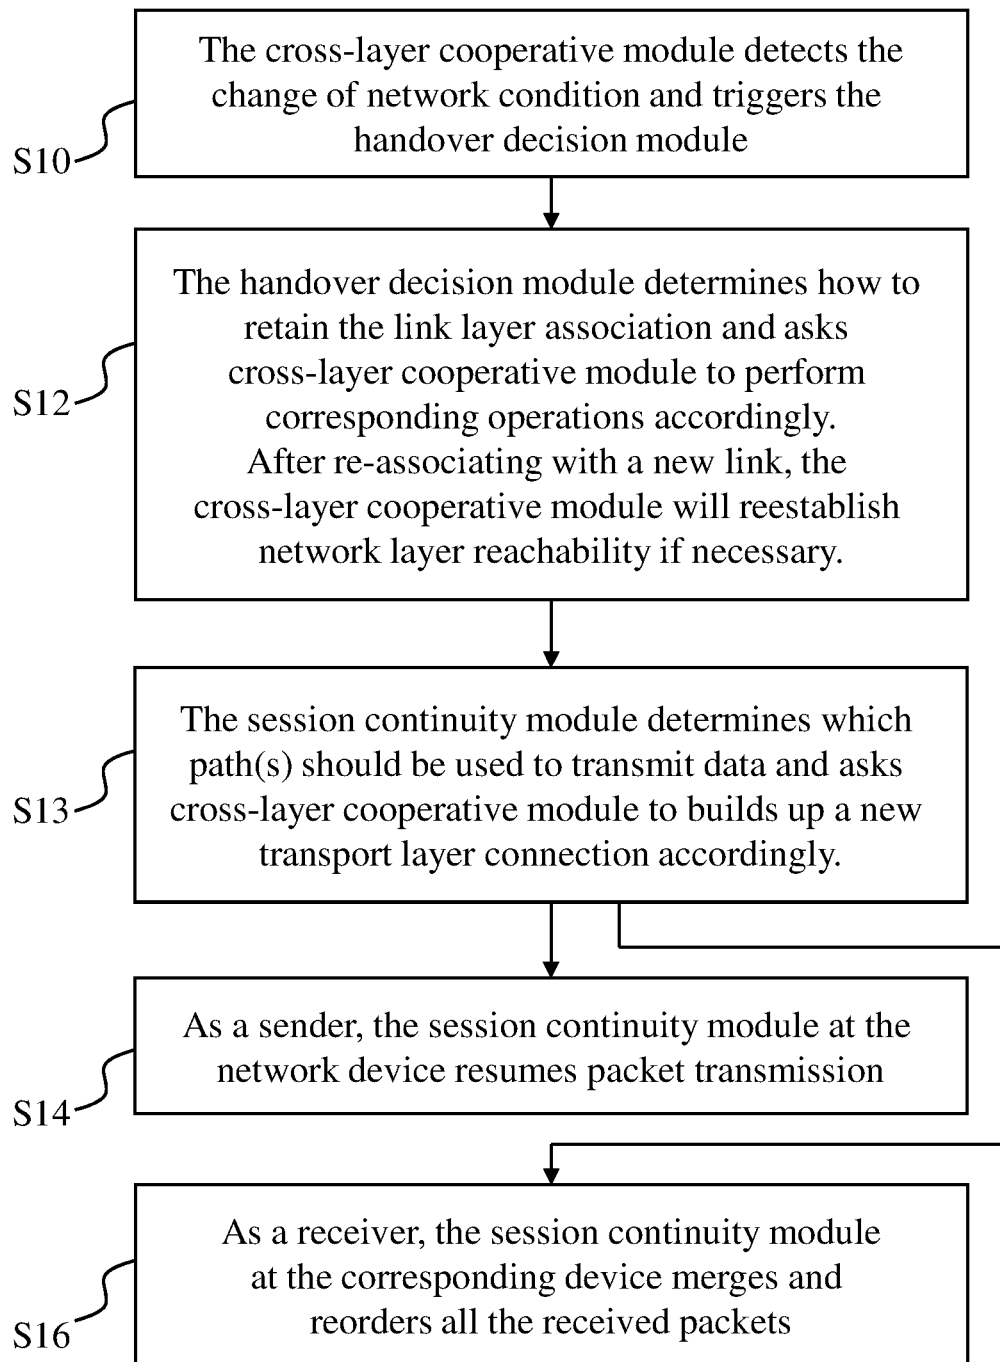 The cross-layer cooperative module detects the
change of network condition and triggers the
handover decision module
S10
The handover decision module determines how to
retain the link layer association and asks
cross-layer cooperative module to perform
corresponding operations accordingly.
After re-associating with a new link, the
cross-layer cooperative module will reestablish
network layer reachability if necessary.
S12
The session continuity module determines which
path(s) should be used to transmit data and asks
cross-layer cooperative module to builds up a new
transport layer connection accordingly.
S13
As a sender, the session continuity module at the
network device resumes packet transmission
S14
As a receiver, the session continuity module
at the corresponding device merges and
reorders all the received packets
S16